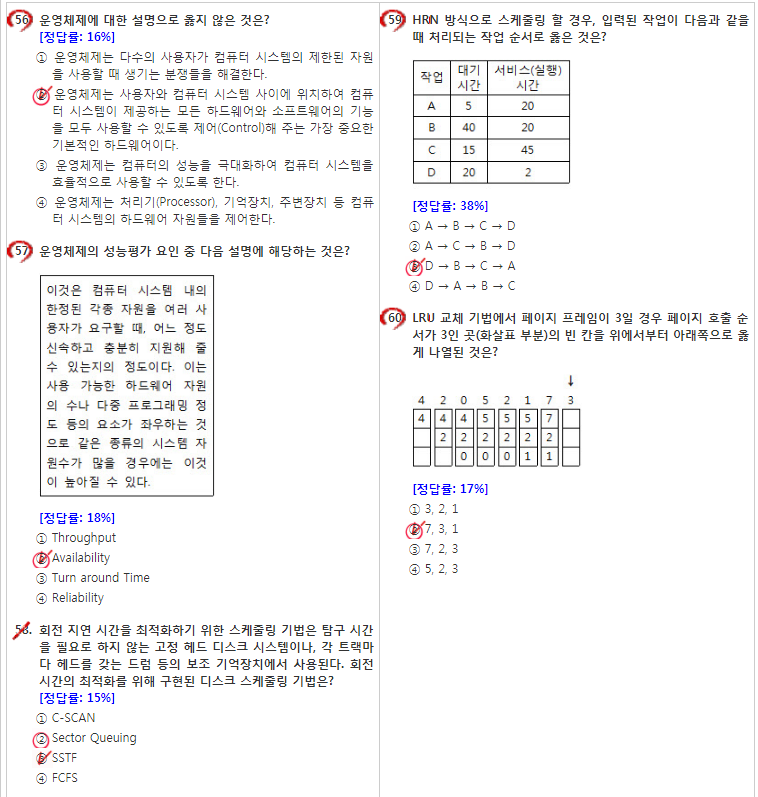 56. 운영체제에 대한 설명으로 옳지 않은 것은?
[정답률: 16%]
① 운영체제는 다수의 사용자가 컴퓨터 시스템의 제한된 자원
을 사용할 때 생기는 분쟁들을 해결한다.
② 운영체제는 사용자와 컴퓨터 시스템 사이에 위치하여 컴퓨
터 시스템이 제공하는 모든 하드웨어와 소프트웨어의 기능
을 모두 사용할 수 있도록 제어(Control)해 주는 가장 중요한
기본적인 하드웨어이다.
③ 운영체제는 컴퓨터의 성능을 극대화하여 컴퓨터 시스템을
효율적으로 사용할 수 있도록 한다.
④ 운영체제는 처리기(Processor), 기억장치, 주변장치 등 컴퓨
터 시스템의 하드웨어 자원들을 제어한다.
57. 운영체제의 성능평가 요인 중 다음 설명에 해당하는 것은?
이것은 컴퓨터 시스템 내의
한정된 각종 자원을 여러 사
용자가 요구할 때, 어느 정도
신속하고 충분히 지원해 줄
수 있는지의 정도이다. 이는
사용 가능한 하드웨어 자원
의 수나 다중 프로그래밍 정
도 등의 요소가 좌우하는 것
으로 같은 종류의 시스템 자
원수가 많을 경우에는 이것
이 높아질 수 있다.
[정답률: 18%]
① Throughput
② Availability
③ Turn around Time
④ Reliability
58. 회전 지연 시간을 최적화하기 위한 스케줄링 기법은 탐구 시간
을 필요로 하지 않는 고정 헤드 디스크 시스템이나, 각 트랙마
다 헤드를 갖는 드럼 등의 보조 기억장치에서 사용된다. 회전
시간의 최적화를 위해 구현된 디스크 스케줄링 기법은?
[정답률: 15%]
① C-SCAN
② Sector Queuing
③ SSTF
④ FCFS
59. HRN 방식으로 스케줄링 할 경우, 입력된 작업이 다음과 같을
때 처리되는 작업 순서로 옳은 것은?
작업 대기 시간 서비스(실행) 시간
A 5 20
B 40 20
C 15 45
D 20 2
[정답률: 38%]
① A → B → C → D
② A → C → B → D
③ D → B → C → A
④ D → A → B → C
60. LRU 교체 기법에서 페이지 프레임이 3일 경우 페이지 호출 순
서가 3인 곳(화살표 부분)의 빈 칸을 위에서부터 아래쪽으로 옳
게 나열된 것은?
↓
4 2 0 5 2 1 7 3
4 4 4 5 5 5 7
2 2 2 2 2 2
0 0 0 1 1
[정답률: 17%]
① 3, 2, 1
② 7, 3, 1
③ 7, 2, 3
④ 5, 2, 3